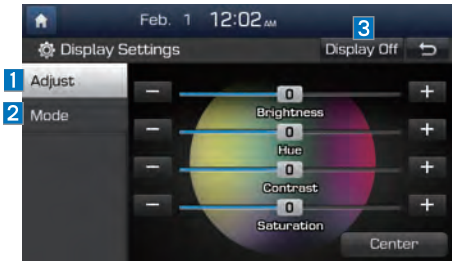 Feb. 1 12:02 AM
3
Display Settings Display Off
1 Adjust
2 Mode
− 0 +
Brightness
− 0 +
Hue
− 0 +
Contrast
− 0 +
Saturation
Center